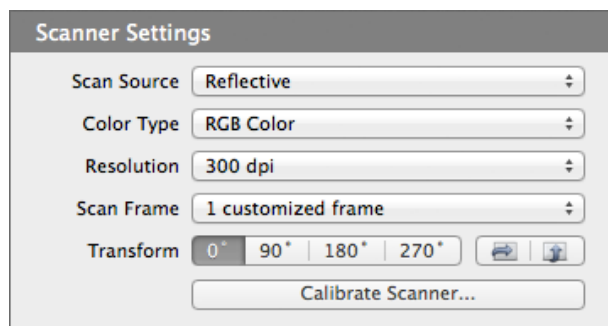 Scanner Settings
Scan Source Reflective
Color Type RGB Color
Resolution 300 dpi
Scan Frame 1 customized frame
Transform 0° 90° 180° 270°
Calibrate Scanner...